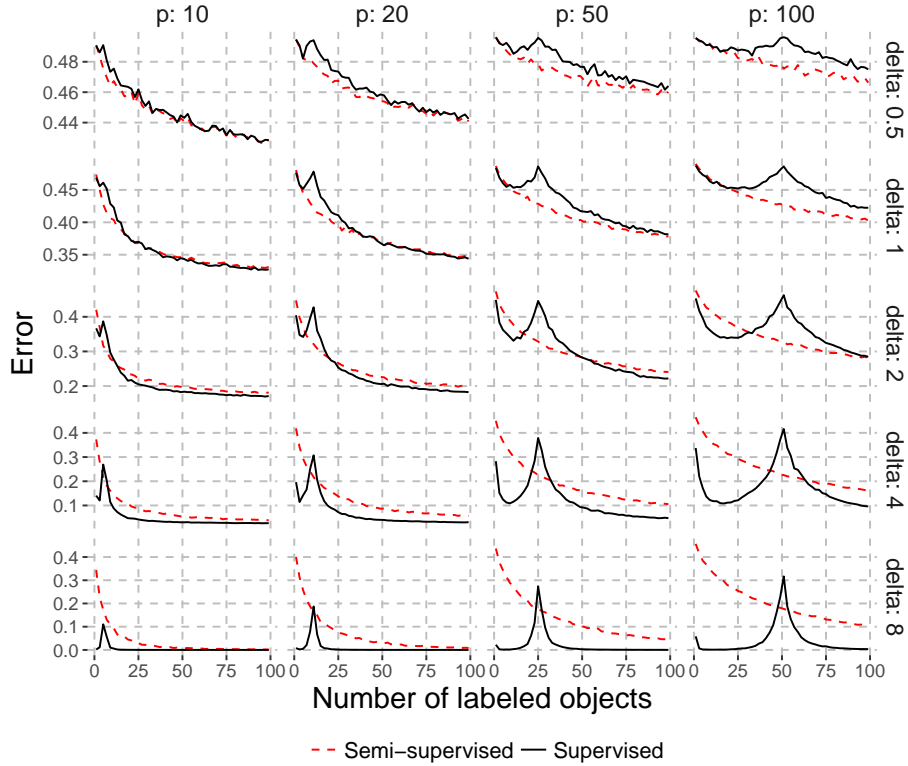 p: 10 p: 20 p: 50 p: 100
0.48
0.46
0.44
delta: 0.5
0.45
0.40
0.35
delta: 1
0.4
0.3
0.2
delta: 2
0.4
0.3
0.2
0.1
delta: 4
0.4
0.3
0.2
0.1
0.0
delta: 8
Error
0 25 50 75 100 0 25 50 75 100 0 25 50 75 100 0 25 50 75 100
Number of labeled objects
Semi-supervised Supervised